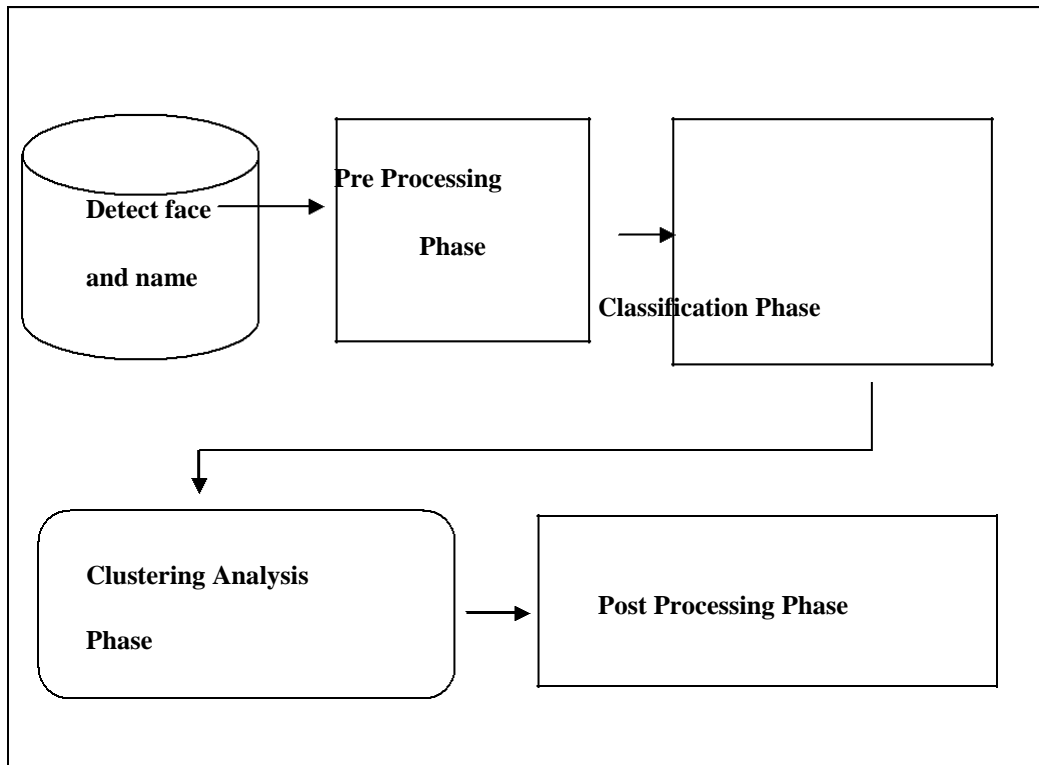 Detect face
and name
Pre Processing
Phase
Classification Phase
Clustering Analysis
Phase
Post Processing Phase